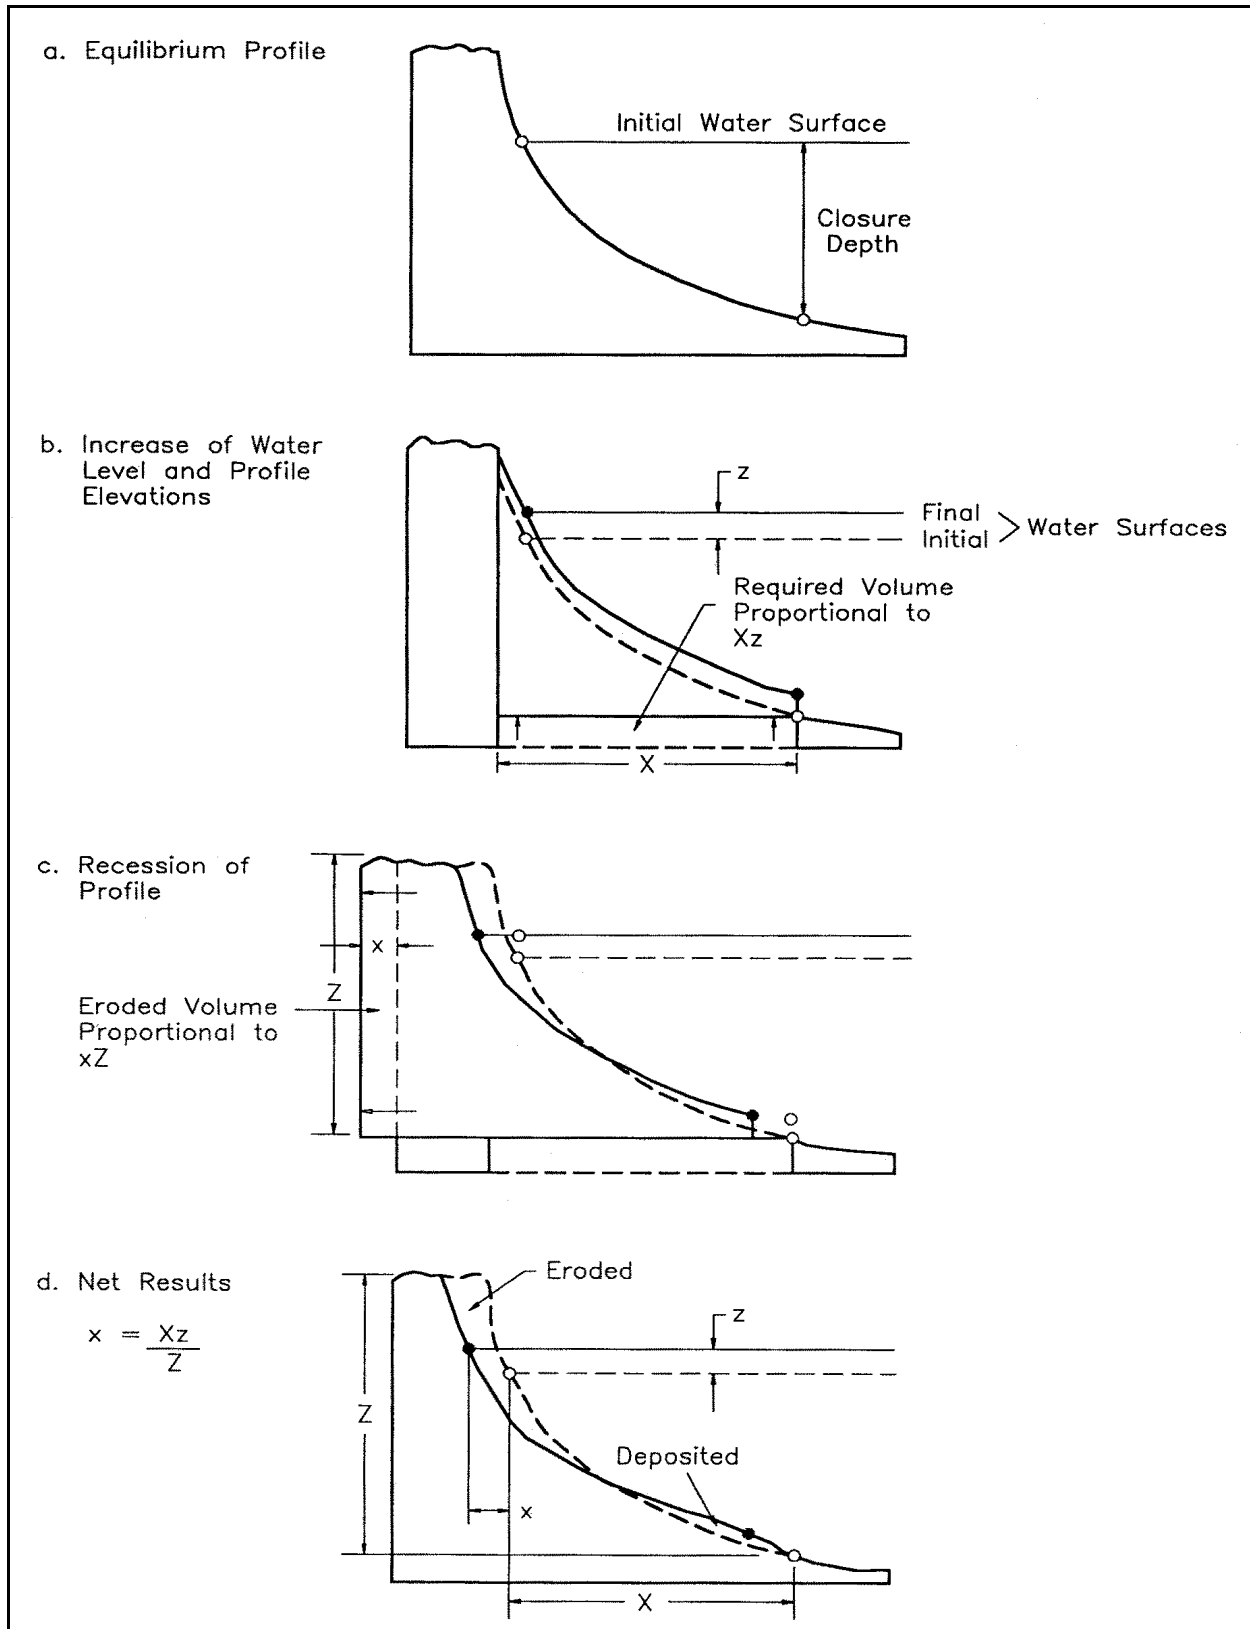 a. Equilibrium Profile
Initial Water Surface
Closure
Depth
b. Increase of Water
Level and Profile
Elevations
z
Final
Initial
Water Surfaces
Required Volume
Proportional to
Xz
X
c. Recession of
Profile
x
Z
Eroded Volume
Proportional to
xZ
d. Net Results
x = Xz
Z
Eroded
z
Z
Deposited
x
X